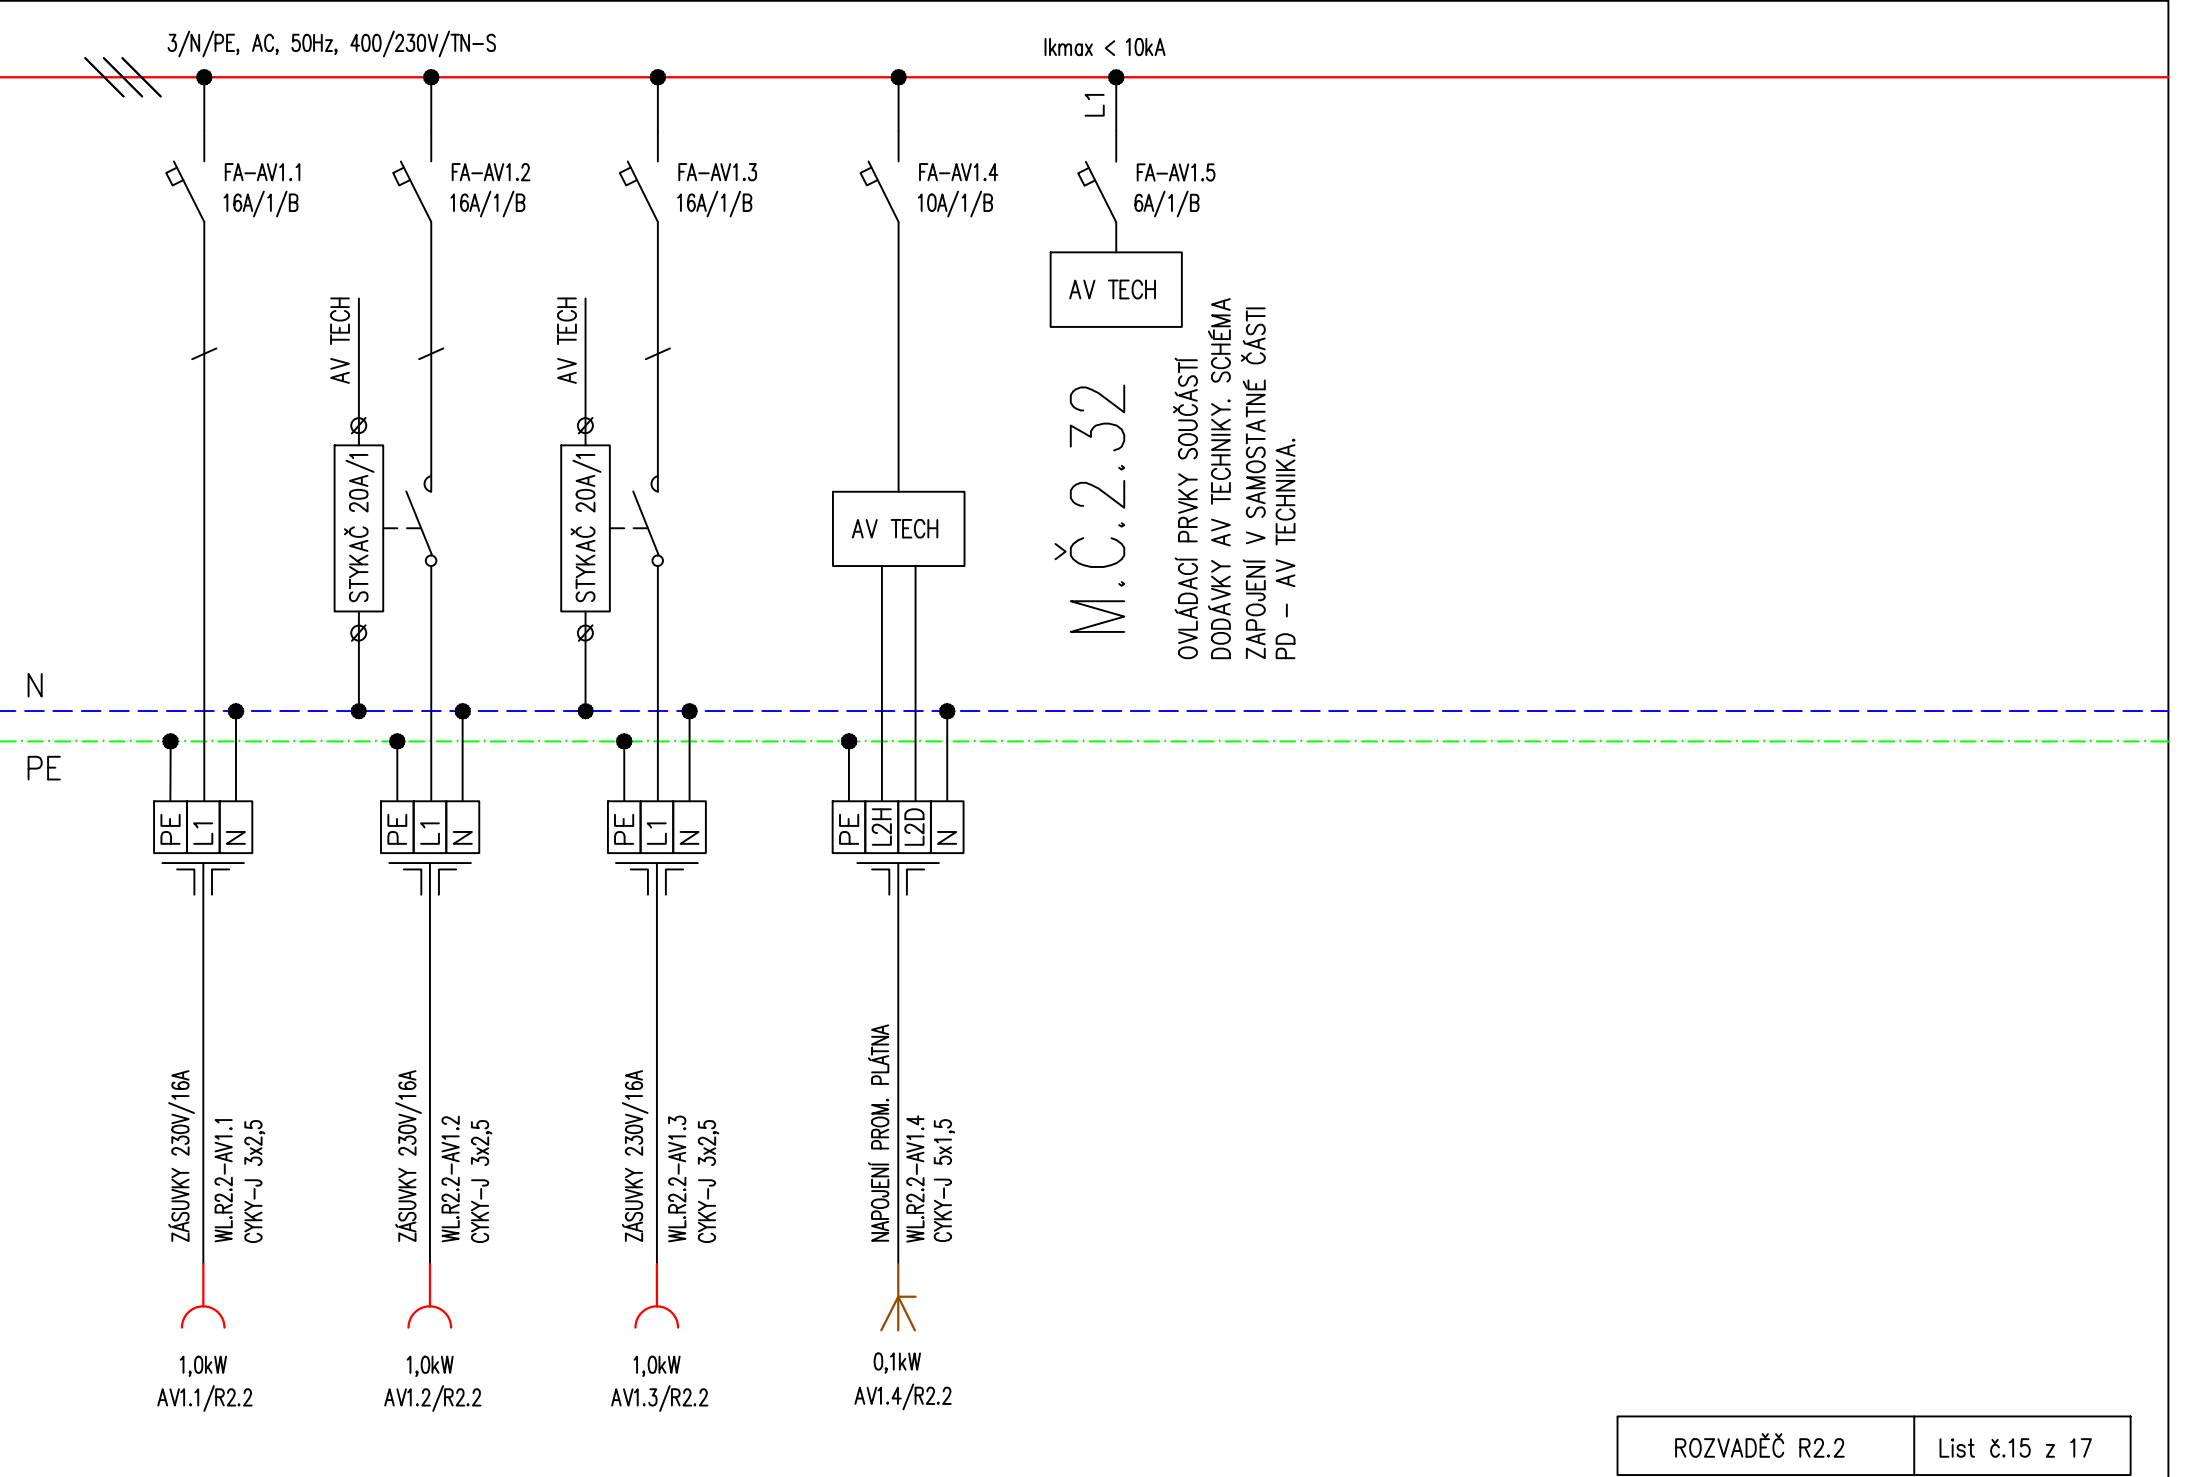 3/N/PE, AC, 50Hz, 400/230V/TN-S
Ikmax < 10kA
L1
FA-AV1.1
16A/1/B
FA-AV1.2
16A/1/B
FA-AV1.3
16A/1/B
FA-AV1.4
10A/1/B
FA-AV1.5
6A/1/B
AV TECH
STYKAČ 20A/1
AV TECH
STYKAČ 20A/1
AV TECH
AV TECH
M.Č.2.32
OVLÁDACÍ PRVKY SOUČÁSTÍ
DODÁVKY AV TECHNIKY. SCHÉMA
ZAPOJENÍ V SAMOSTATNÉ ČÁSTI
PD - AV TECHNIKA.
N
PE
PE L1 N
PE L1 N
PE L1 N
PE L2H L2D N
ZÁSUVKY 230V/16A
WL.R2.2-AV1.1
CYKY-J 3x2,5
ZÁSUVKY 230V/16A
WL.R2.2-AV1.2
CYKY-J 3x2,5
ZÁSUVKY 230V/16A
WL.R2.2-AV1.3
CYKY-J 3x2,5
NAPOJENÍ PROM. PLÁTNA
WL.R2.2-AV1.4
CYKY-J 5x1,5
1,0kW
AV1.1/R2.2
1,0kW
AV1.2/R2.2
1,0kW
AV1.3/R2.2
0,1kW
AV1.4/R2.2
ROZVADĚČ R2.2
List č.15 z 17